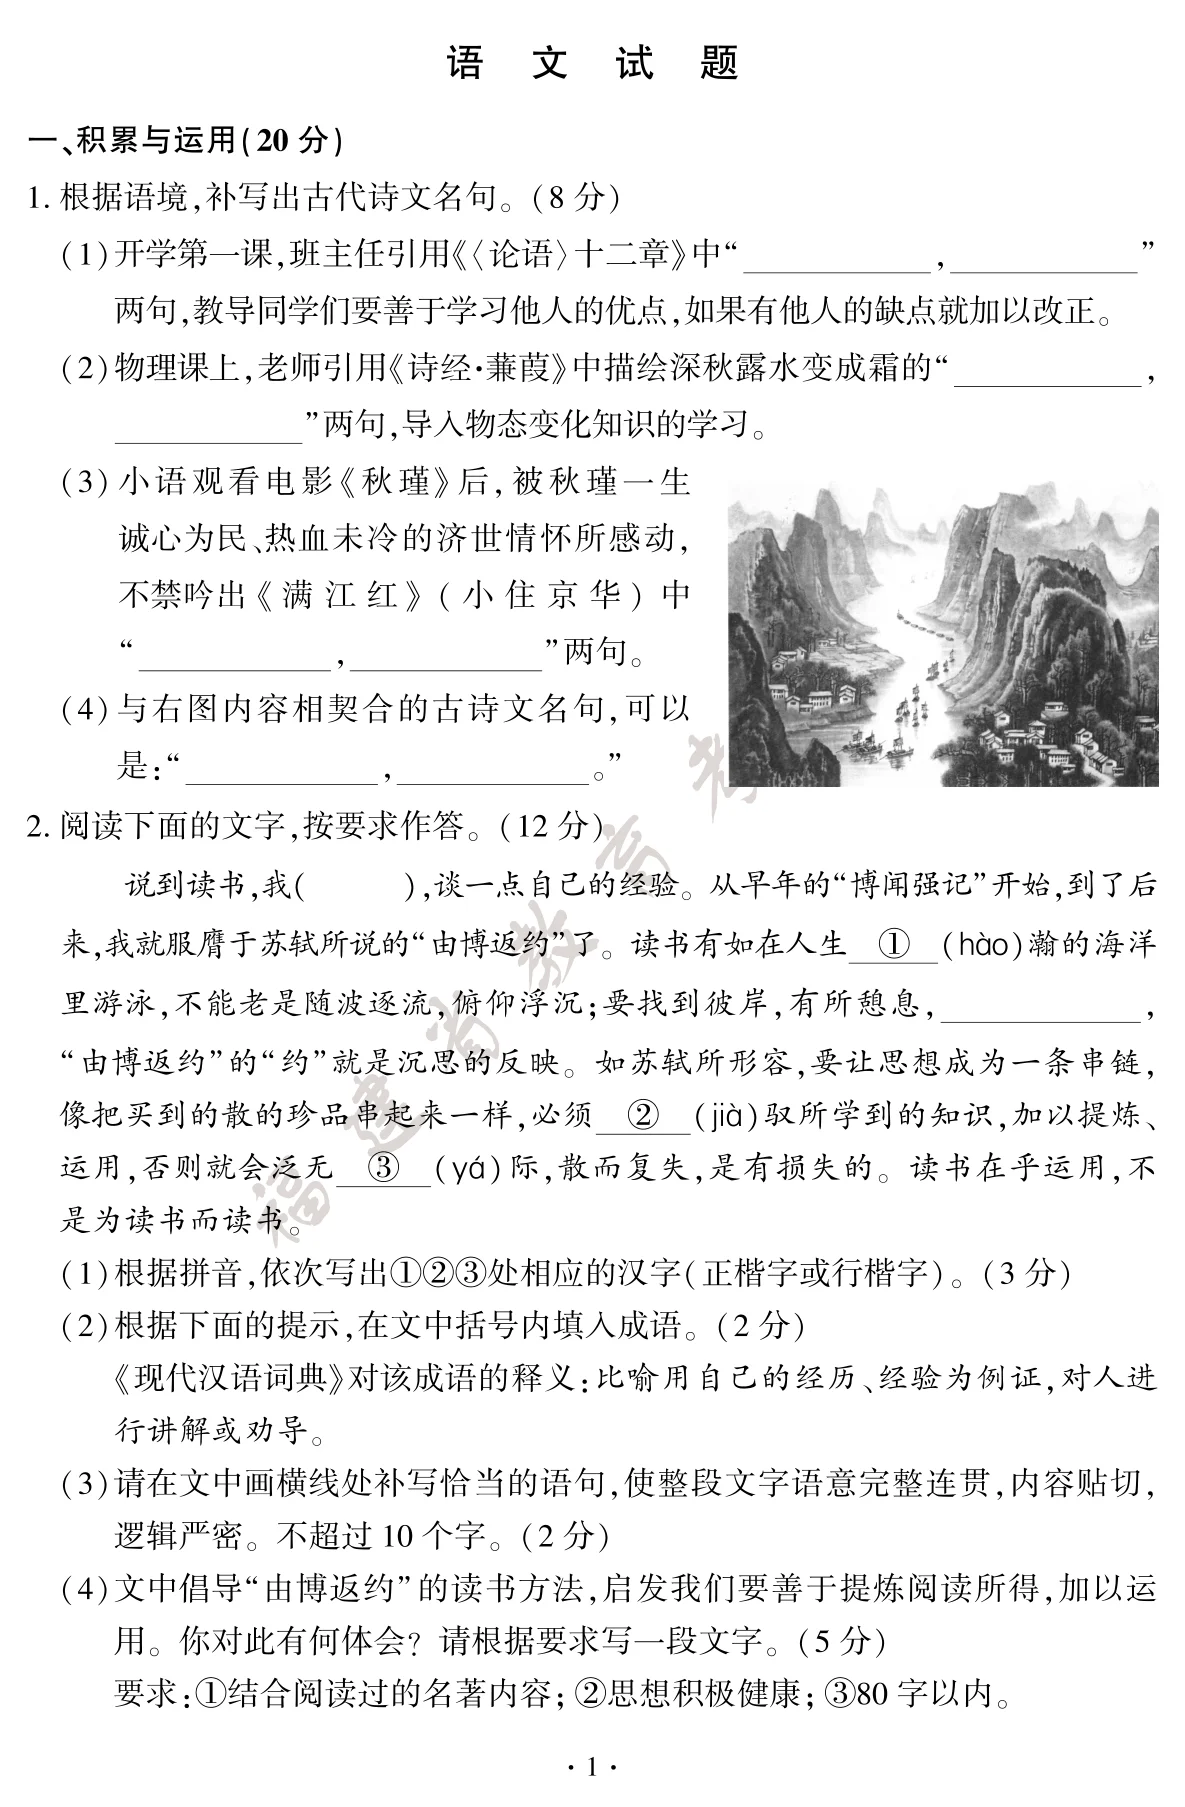 语 文 试 题
一、积累与运用(20 分)
1. 根据语境,补写出古代诗文名句。(8 分)
(1)开学第一课,班主任引用《〈论语〉十二章》中“____________,____________”
两句,教导同学们要善于学习他人的优点,如果有他人的缺点就加以改正。
(2)物理课上,老师引用《诗经·蒹葭》中描绘深秋露水变成霜的“____________,
____________”两句,导入物态变化知识的学习。
(3)小语观看电影《秋瑾》后,被秋瑾一生
诚心为民、热血未冷的济世情怀所感动,
不禁吟出《满江红》(小住京华)中
“____________,____________”两句。
(4)与右图内容相契合的古诗文名句,可以
是:“____________,____________。”
2. 阅读下面的文字,按要求作答。(12 分)
说到读书,我(      ),谈一点自己的经验。从早年的“博闻强记”开始,到了后
来,我就服膺于苏轼所说的“由博返约”了。读书有如在人生__①__(hào)瀚的海洋
里游泳,不能老是随波逐流,俯仰浮沉;要找到彼岸,有所憩息,____________,
“由博返约”的“约”就是沉思的反映。如苏轼所形容,要让思想成为一条串链,
像把买到的散的珍品串起来一样,必须__②__(jià)驭所学到的知识,加以提炼、
运用,否则就会泛无__③__(yá)际,散而复失,是有损失的。读书在乎运用,不
是为读书而读书。
(1)根据拼音,依次写出①②③处相应的汉字(正楷字或行楷字)。(3 分)
(2)根据下面的提示,在文中括号内填入成语。(2 分)
《现代汉语词典》对该成语的释义:比喻用自己的经历、经验为例证,对人进
行讲解或劝导。
(3)请在文中画横线处补写恰当的语句,使整段文字语意完整连贯,内容贴切,
逻辑严密。不超过 10 个字。(2 分)
(4)文中倡导“由博返约”的读书方法,启发我们要善于提炼阅读所得,加以运
用。你对此有何体会?请根据要求写一段文字。(5 分)
要求:①结合阅读过的名著内容;②思想积极健康;③80 字以内。
·1·
福建省教育考